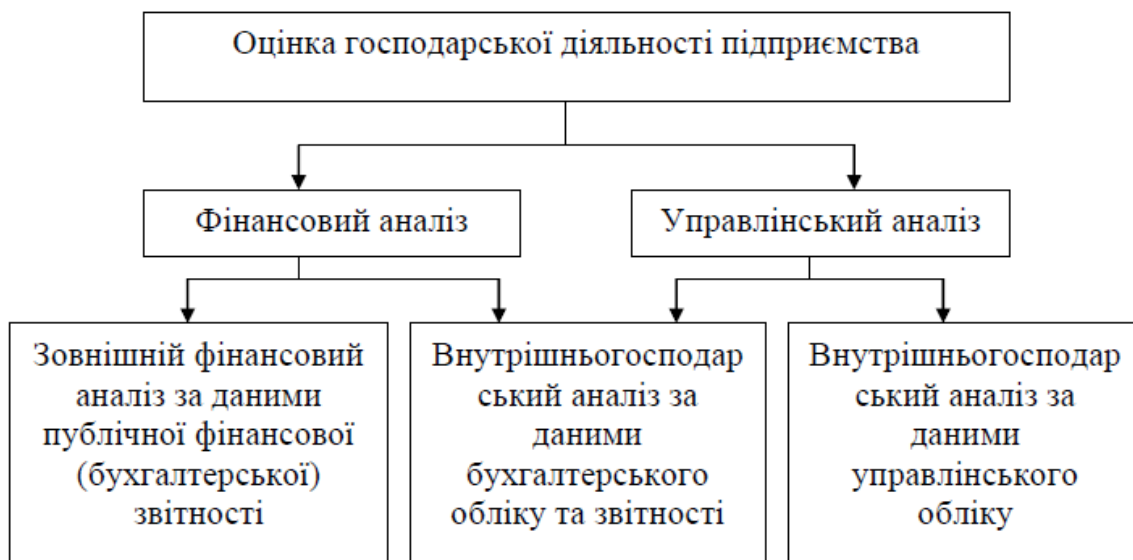 Оцінка господарської діяльності підприємства
Фінансовий аналіз
Управлінський аналіз
Зовнішній фінансовий
аналіз за даними
публічної фінансової
(бухгалтерської)
звітності
Внутрішньогосподар
ський аналіз за
даними
бухгалтерського
обліку та звітності
Внутрішньогосподар
ський аналіз за
даними
управлінського
обліку